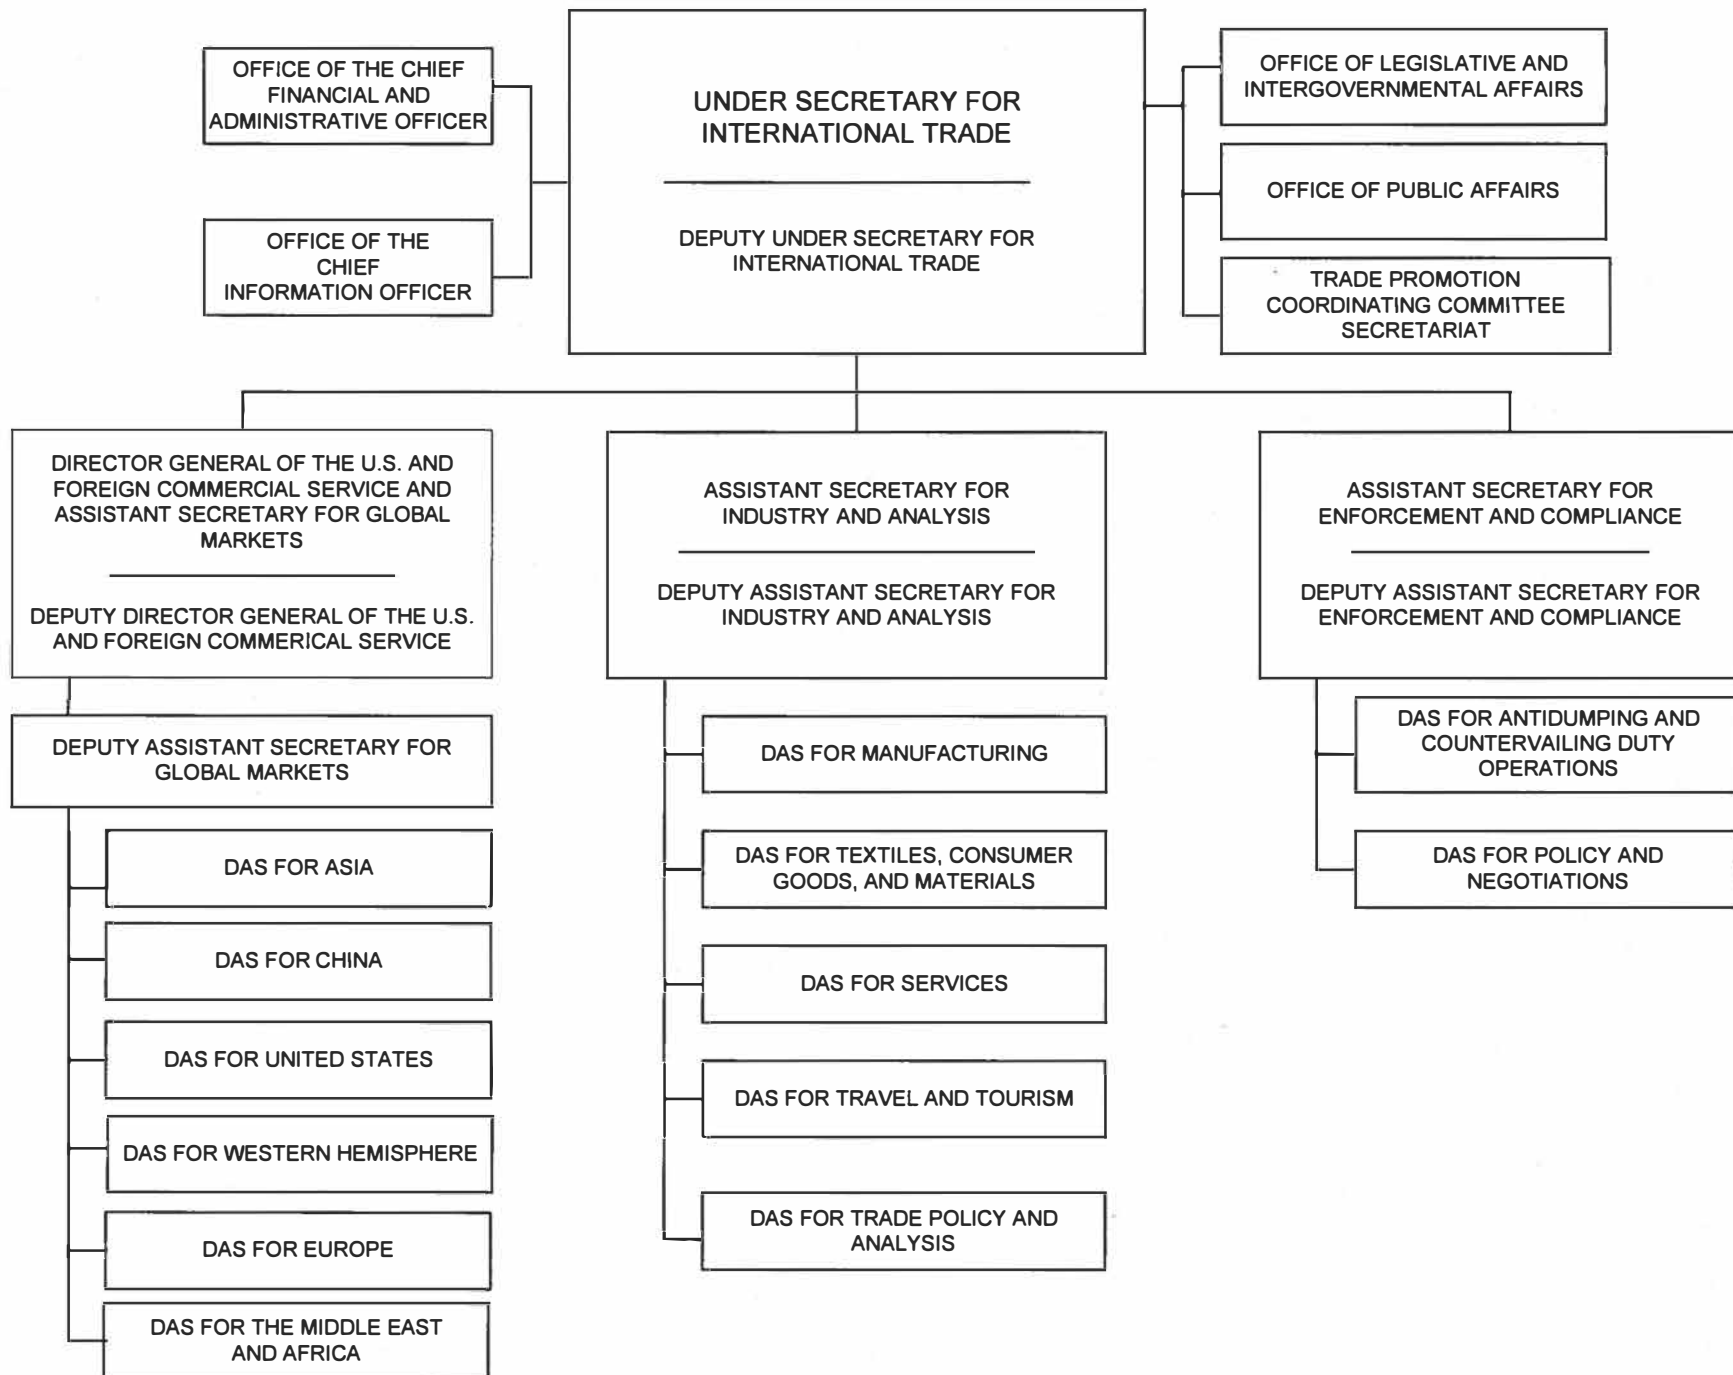 OFFICE OF THE CHIEF
FINANCIAL AND
ADMINISTRATIVE OFFICER
OFFICE OF THE
CHIEF
INFORMATION OFFICER
UNDER SECRETARY FOR
INTERNATIONAL TRADE
DEPUTY UNDER SECRETARY FOR
INTERNATIONAL TRADE
OFFICE OF LEGISLATIVE AND
INTERGOVERNMENTAL AFFAIRS
OFFICE OF PUBLIC AFFAIRS
TRADE PROMOTION
COORDINATING COMMITTEE
SECRETARIAT
DIRECTOR GENERAL OF THE U.S. AND
FOREIGN COMMERCIAL SERVICE AND
ASSISTANT SECRETARY FOR GLOBAL
MARKETS
DEPUTY DIRECTOR GENERAL OF THE U.S.
AND FOREIGN COMMERICAL SERVICE
DEPUTY ASSISTANT SECRETARY FOR
GLOBAL MARKETS
DAS FOR ASIA
DAS FOR CHINA
DAS FOR UNITED STATES
DAS FOR WESTERN HEMISPHERE
DAS FOR EUROPE
DAS FOR THE MIDDLE EAST
AND AFRICA
ASSISTANT SECRETARY FOR
INDUSTRY AND ANALYSIS
DEPUTY ASSISTANT SECRETARY FOR
INDUSTRY AND ANALYSIS
DAS FOR MANUFACTURING
DAS FOR TEXTILES, CONSUMER
GOODS, AND MATERIALS
DAS FOR SERVICES
DAS FOR TRAVEL AND TOURISM
DAS FOR TRADE POLICY AND
ANALYSIS
ASSISTANT SECRETARY FOR
ENFORCEMENT AND COMPLIANCE
DEPUTY ASSISTANT SECRETARY FOR
ENFORCEMENT AND COMPLIANCE
DAS FOR ANTIDUMPING AND
COUNTERVAILING DUTY
OPERATIONS
DAS FOR POLICY AND
NEGOTIATIONS